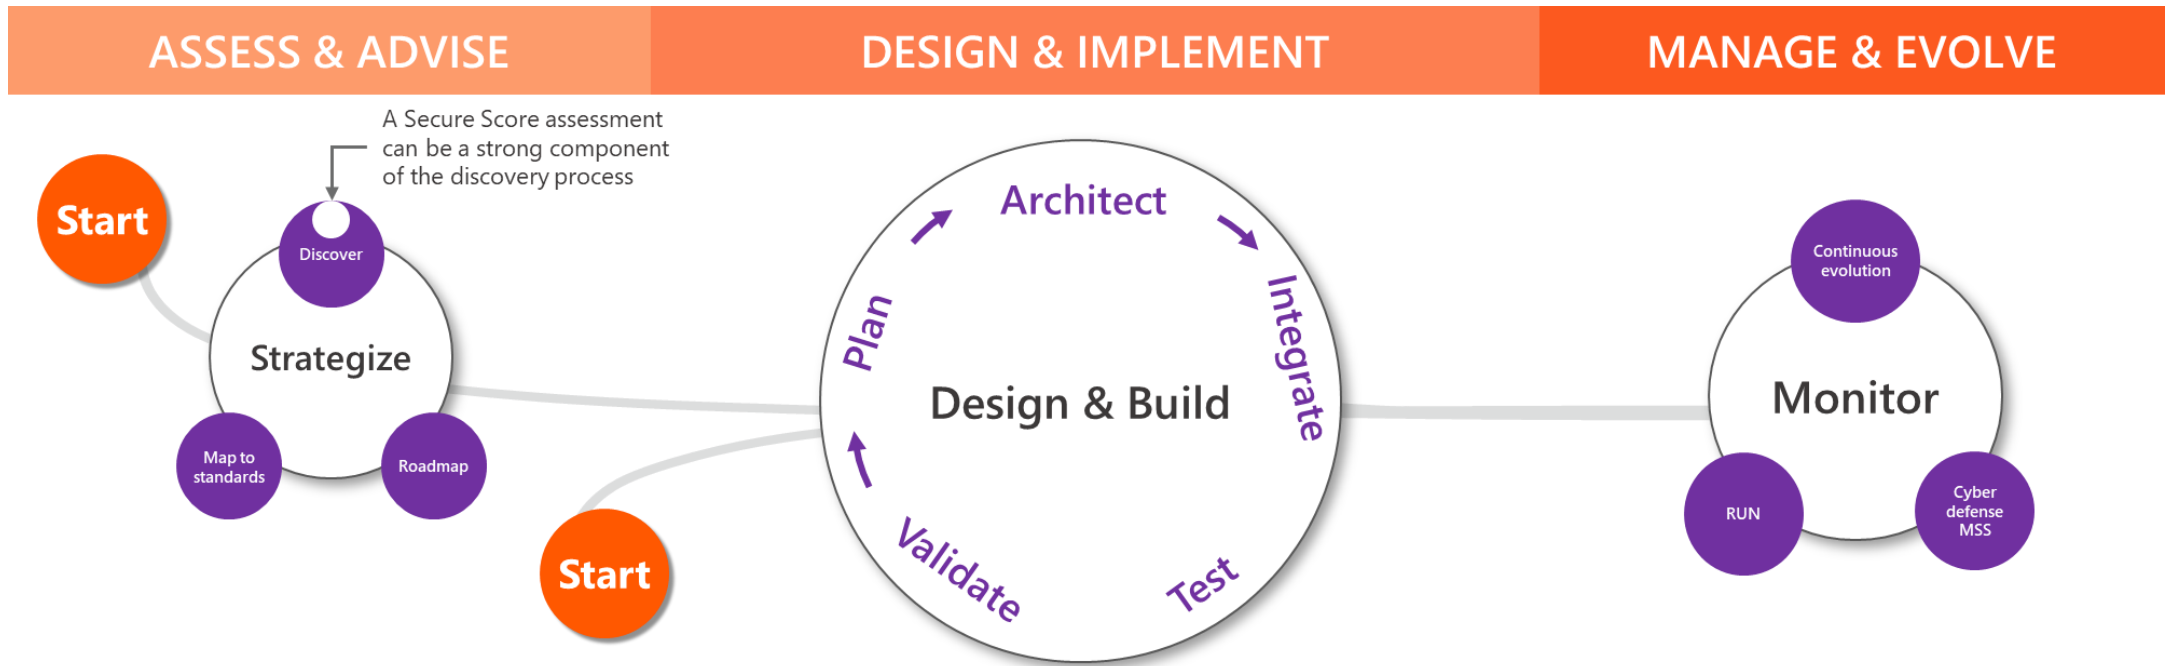 ASSESS & ADVISE
DESIGN & IMPLEMENT
MANAGE & EVOLVE
A Secure Score assessment
can be a strong component
of the discovery process
Start
Discover
Strategize
Map to
standards
Roadmap
Start
Architect
Plan
Integrate
Design & Build
Validate
Test
Continuous
evolution
Monitor
RUN
Cyber
defense
MSS